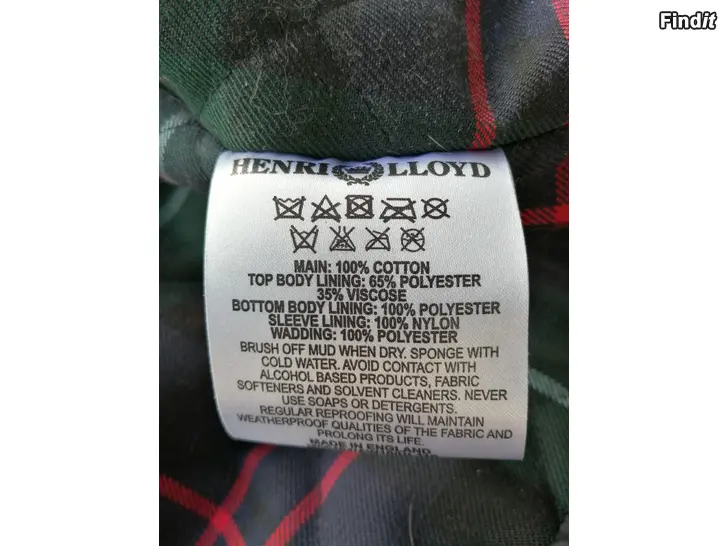 Findit
HENRI LLOYD
MAIN: 100% COTTON
TOP BODY LINING: 65% POLYESTER
35% VISCOSE
BOTTOM BODY LINING: 100% POLYESTER
SLEEVE LINING: 100% NYLON
WADDING: 100% POLYESTER
BRUSH OFF MUD WHEN DRY. SPONGE WITH
COLD WATER. AVOID CONTACT WITH
ALCOHOL BASED PRODUCTS, FABRIC
SOFTENERS AND SOLVENT CLEANERS. NEVER
USE SOAPS OR DETERGENTS.
REGULAR REPROOFING WILL MAINTAIN
WEATHERPROOF QUALITIES OF THE FABRIC AND
PROLONG ITS LIFE.
MADE IN ENGLAND